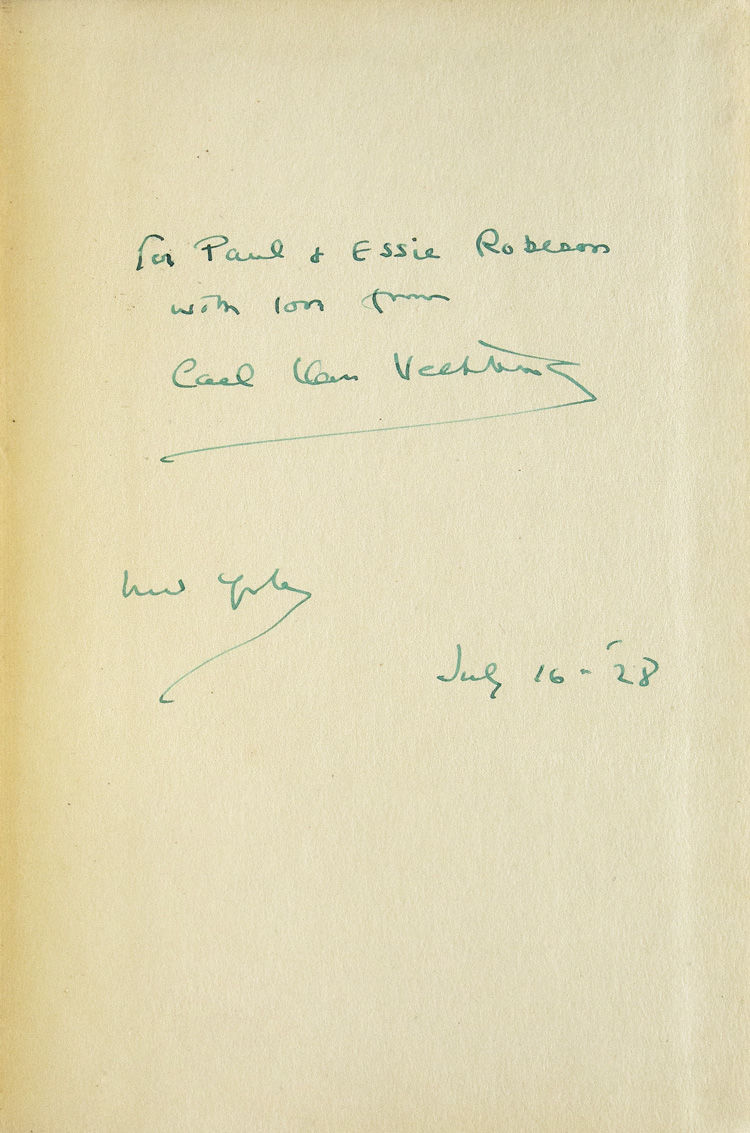 For Paul & Essie Robeson
with love from
Carl Van Vechten
New York
July 16 - '28